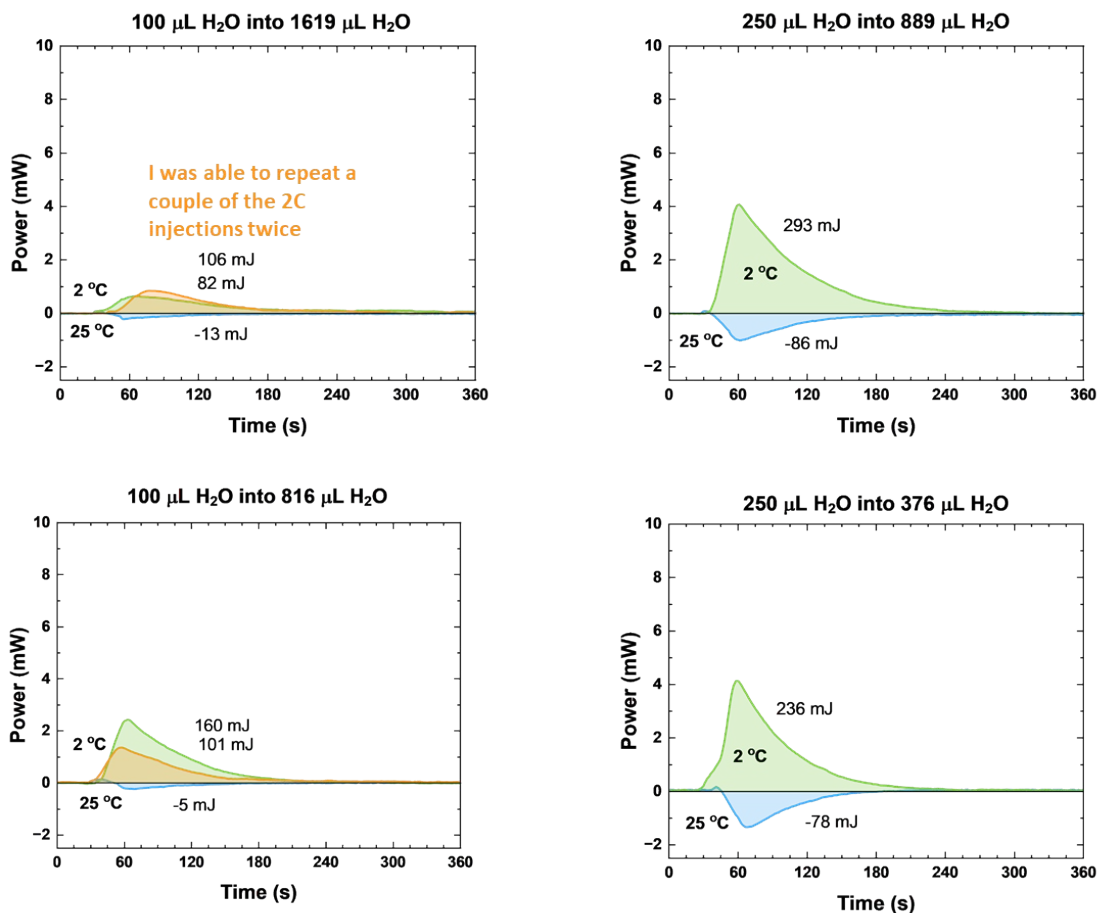 100 μL H₂O into 1619 μL H₂O
10
8
6
4
2
0
−2
Power (mW)
I was able to repeat a
couple of the 2C
injections twice
106 mJ
82 mJ
2 °C
25 °C
-13 mJ
0 60 120 180 240 300 360
Time (s)
250 μL H₂O into 889 μL H₂O
10
8
6
4
2
0
−2
Power (mW)
293 mJ
2 °C
25 °C
-86 mJ
0 60 120 180 240 300 360
Time (s)
100 μL H₂O into 816 μL H₂O
10
8
6
4
2
0
−2
Power (mW)
160 mJ
101 mJ
2 °C
25 °C
-5 mJ
0 60 120 180 240 300 360
Time (s)
250 μL H₂O into 376 μL H₂O
10
8
6
4
2
0
−2
Power (mW)
236 mJ
2 °C
25 °C
-78 mJ
0 60 120 180 240 300 360
Time (s)